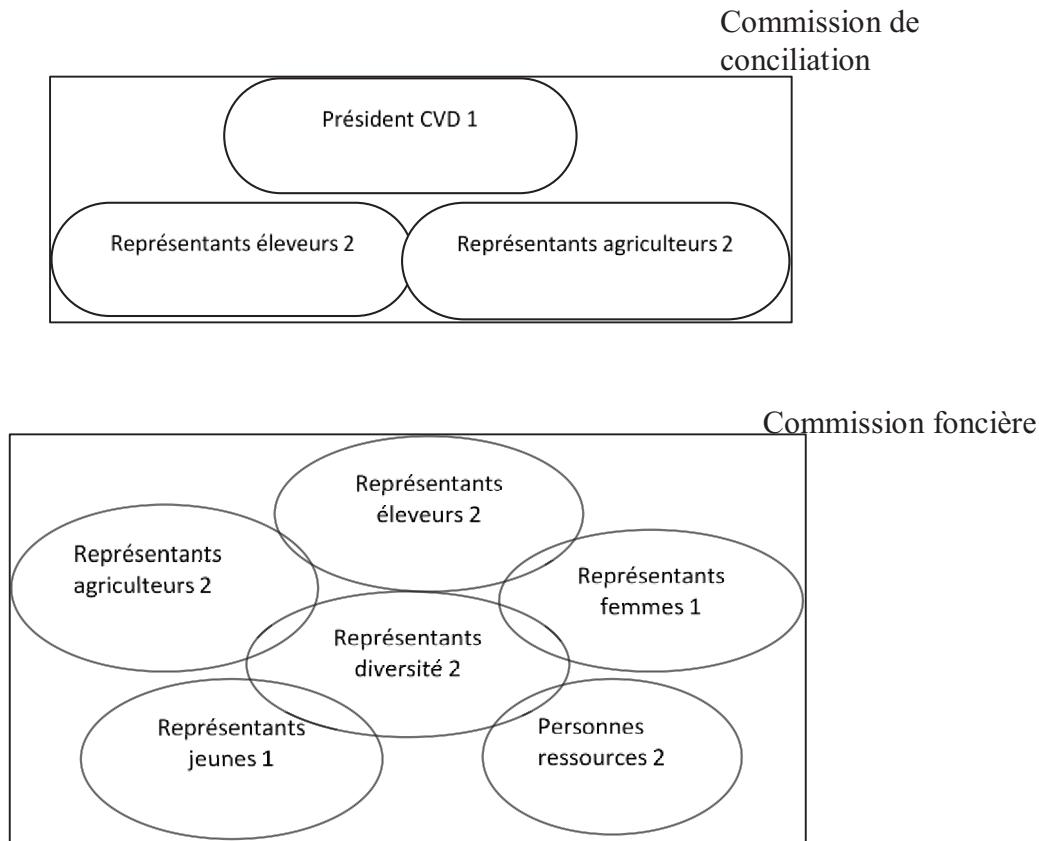 Commission de
conciliation
Président CVD 1
Représentants éleveurs 2
Représentants agriculteurs 2
Commission foncière
Représentants
éleveurs 2
Représentants
agriculteurs 2
Représentants
femmes 1
Représentants
diversité 2
Représentants
jeunes 1
Personnes
ressources 2